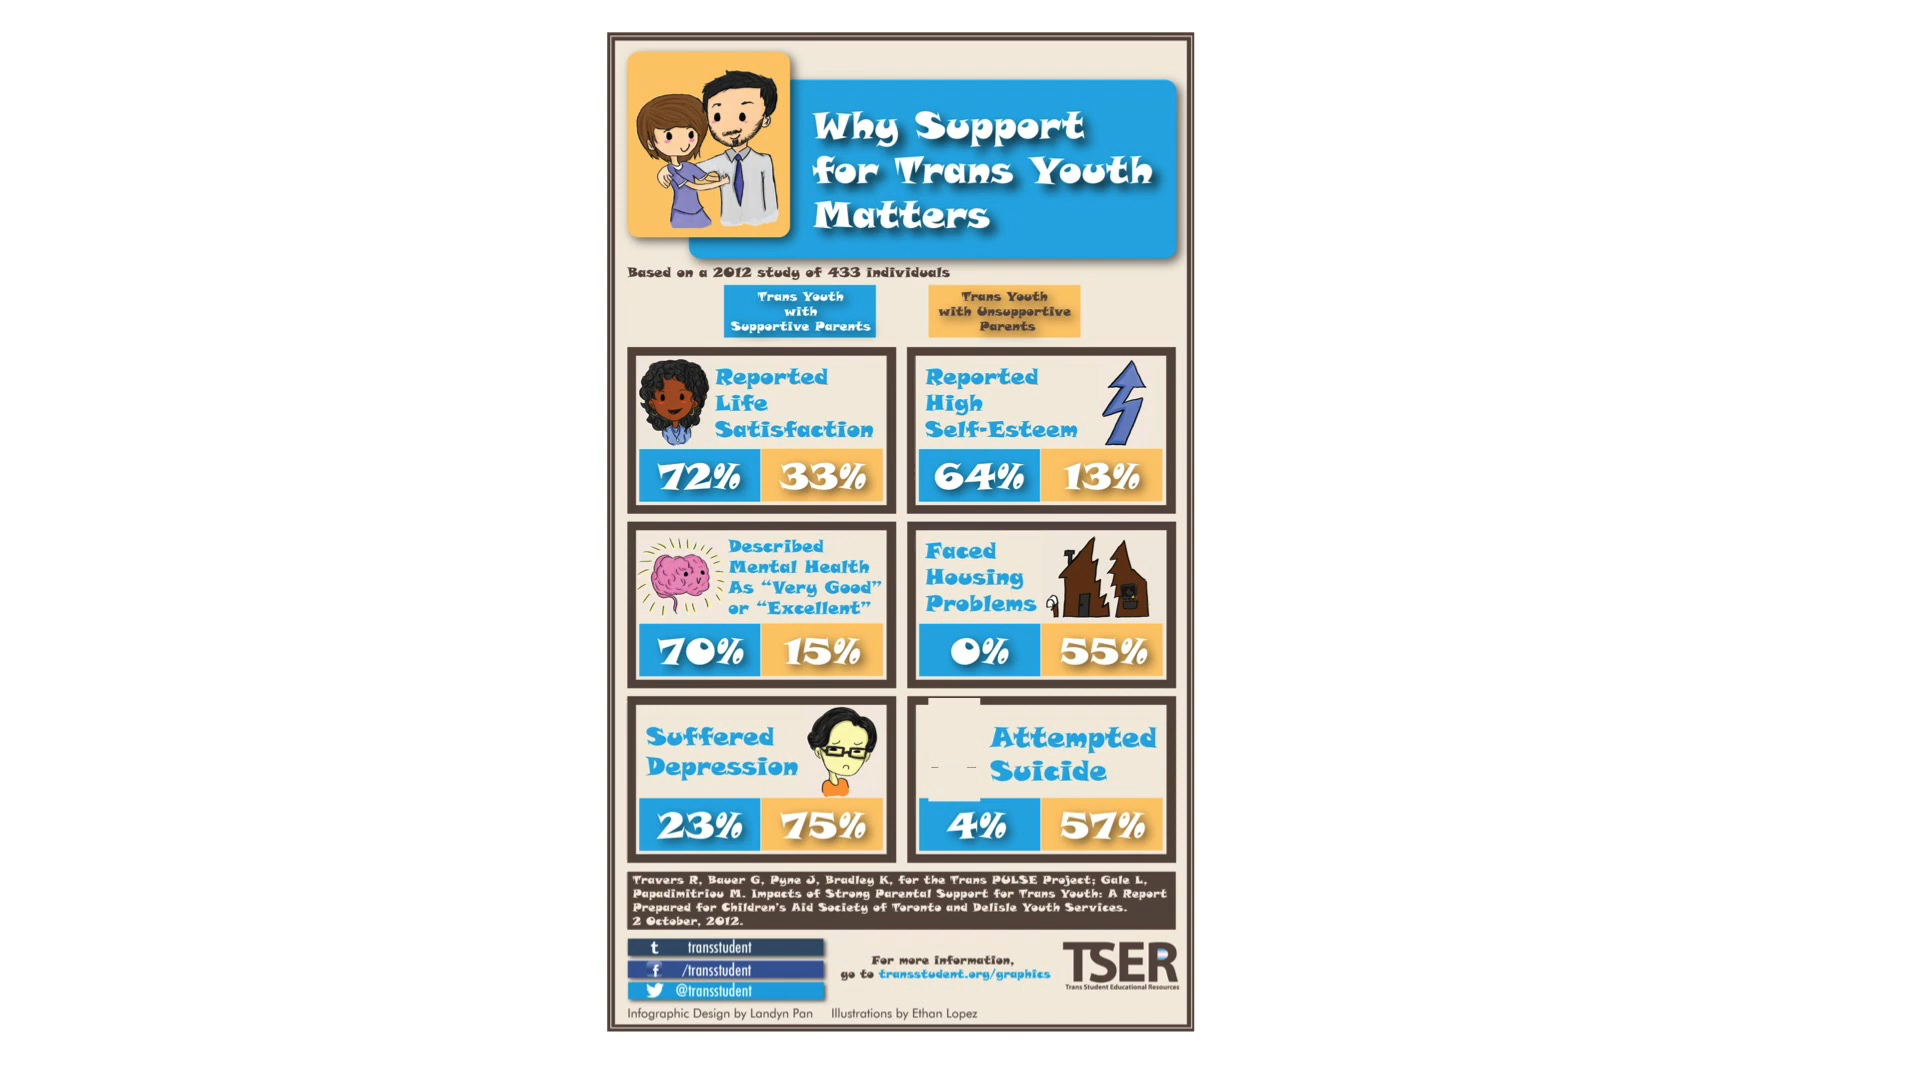 Why Support
for Trans Youth
Matters
Based on a 2012 study of 433 individuals
Trans Youth
with
Supportive Parents
Trans Youth
with Unsupportive
Parents
Reported
Life
Satisfaction
72% 33%
Reported
High
Self-Esteem
64% 13%
Described
Mental Health
As “Very Good”
or “Excellent”
70% 15%
Faced
Housing
Problems
0% 55%
Suffered
Depression
23% 75%
Attempted
Suicide
4% 57%
Travers R, Bauer G, Pyne J, Bradley K, for the Trans PULSE Project; Gale L,
Papadimitriou M. Impacts of Strong Parental Support for Trans Youth: A Report
Prepared for Children's Aid Society of Toronto and Delisle Youth Services.
2 October, 2012.
t transstudent
f /transstudent
@transstudent
For more information,
go to transstudent.org/graphics
TSER
Trans Student Educational Resources
Infographic Design by Landyn Pan Illustrations by Ethan Lopez